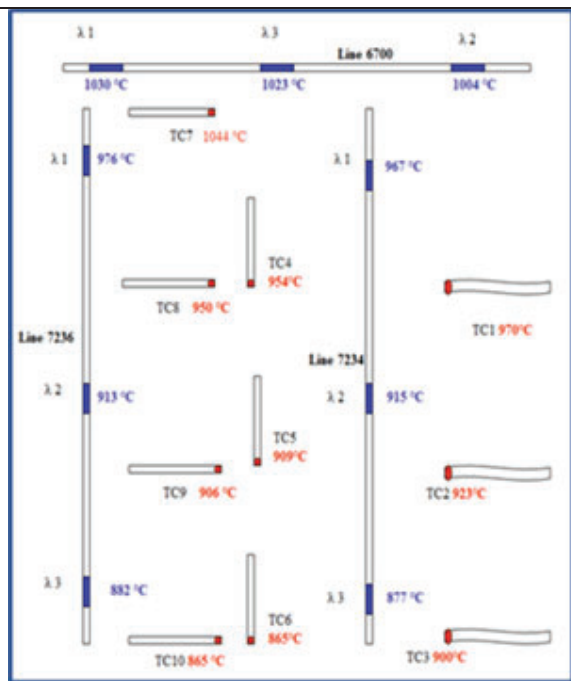 λ 1 λ 3 λ 2
Line 6700
1030 °C 1023 °C 1004 °C
TC7 1044 °C
λ 1 976 °C λ 1 967 °C
TC4
954°C
TC8 950 °C
TC1 970°C
Line 7236 Line 7234
λ 2 913 °C λ 2 915 °C
TC5
909°C
TC9 906 °C TC2 923°C
λ 3 882 °C λ 3 877 °C
TC6
865°C
TC10 865 °C TC3 900°C